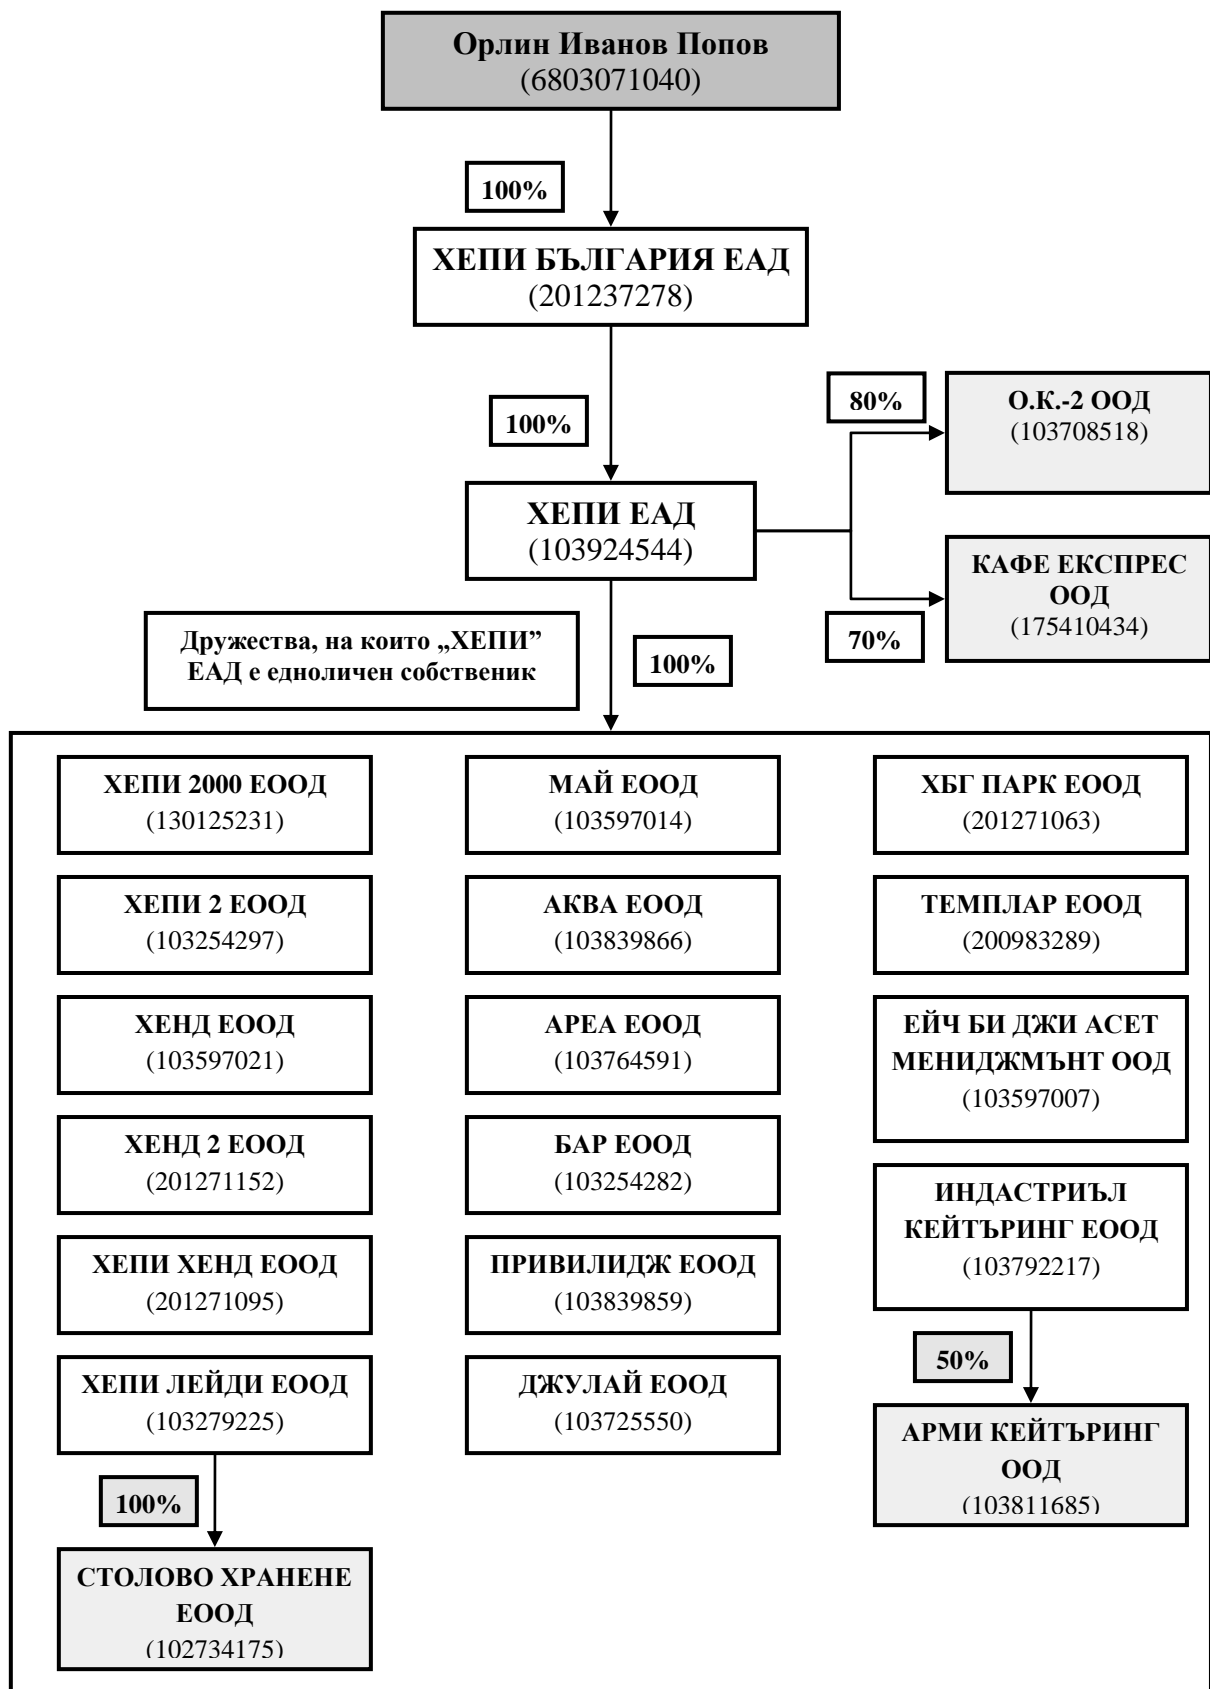 Орлин Иванов Попов
(6803071040)
100%
ХЕПИ БЪЛГАРИЯ ЕАД
(201237278)
100%
80%
О.К.-2 ООД
(103708518)
ХЕПИ ЕАД
(103924544)
КАФЕ ЕКСПРЕС
ООД
(175410434)
70%
Дружества, на които „ХЕПИ”
ЕАД е едноличен собственик
100%
ХЕПИ 2000 ЕООД
(130125231)
МАЙ ЕООД
(103597014)
ХБГ ПАРК ЕООД
(201271063)
ХЕПИ 2 ЕООД
(103254297)
АКВА ЕООД
(103839866)
ТЕМПЛАР ЕООД
(200983289)
ХЕНД ЕООД
(103597021)
АРЕА ЕООД
(103764591)
ЕЙЧ БИ ДЖИ АСЕТ
МЕНИДЖМЪНТ ООД
(103597007)
ХЕНД 2 ЕООД
(201271152)
БАР ЕООД
(103254282)
ИНДАСТРИЪЛ
КЕЙТЪРИНГ ЕООД
(103792217)
ХЕПИ ХЕНД ЕООД
(201271095)
ПРИВИЛИДЖ ЕООД
(103839859)
50%
ХЕПИ ЛЕЙДИ ЕООД
(103279225)
ДЖУЛАЙ ЕООД
(103725550)
АРМИ КЕЙТЪРИНГ
ООД
(103811685)
100%
СТОЛОВО ХРАНЕНЕ
ЕООД
(102734175)